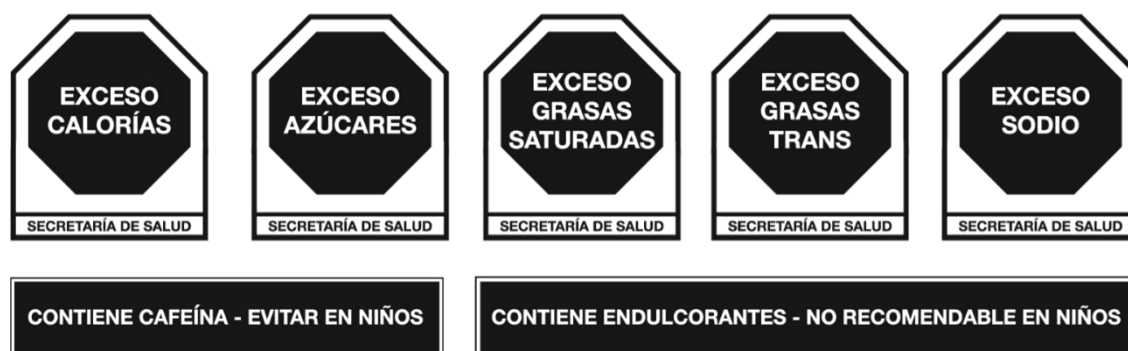 EXCESO
CALORÍAS
SECRETARÍA DE SALUD
EXCESO
AZÚCARES
SECRETARÍA DE SALUD
EXCESO
GRASAS
SATURADAS
SECRETARÍA DE SALUD
EXCESO
GRASAS
TRANS
SECRETARÍA DE SALUD
EXCESO
SODIO
SECRETARÍA DE SALUD
CONTIENE CAFEÍNA - EVITAR EN NIÑOS
CONTIENE ENDULCORANTES - NO RECOMENDABLE EN NIÑOS